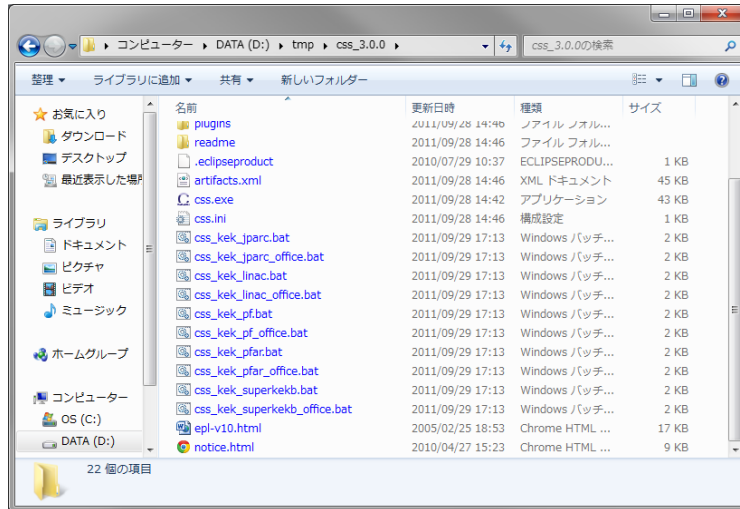 コンピューター ▸ DATA (D:) ▸ tmp ▸ css_3.0.0 ▸
css_3.0.0の検索
整理 ▼ ライブラリに追加 ▼ 共有 ▼ 新しいフォルダー
お気に入り
ダウンロード
デスクトップ
最近表示した場所
ライブラリ
ドキュメント
ピクチャ
ビデオ
ミュージック
ホームグループ
コンピューター
OS (C:)
DATA (D:)
名前 更新日時 種類 サイズ
plugins 2011/09/28 14:46 ファイル フォル...
readme 2011/09/28 14:46 ファイル フォル...
.eclipseproduct 2010/07/29 10:37 ECLIPSEPRODU... 1 KB
artifacts.xml 2011/09/28 14:46 XML ドキュメント 45 KB
css.exe 2011/09/28 14:42 アプリケーション 43 KB
css.ini 2011/09/28 14:46 構成設定 1 KB
css_kek_jparc.bat 2011/09/29 17:13 Windows バッチ... 2 KB
css_kek_jparc_office.bat 2011/09/29 17:13 Windows バッチ... 2 KB
css_kek_linac.bat 2011/09/29 17:13 Windows バッチ... 2 KB
css_kek_linac_office.bat 2011/09/29 17:13 Windows バッチ... 2 KB
css_kek_pf.bat 2011/09/29 17:13 Windows バッチ... 2 KB
css_kek_pf_office.bat 2011/09/29 17:13 Windows バッチ... 2 KB
css_kek_pfar.bat 2011/09/29 17:13 Windows バッチ... 2 KB
css_kek_pfar_office.bat 2011/09/29 17:13 Windows バッチ... 2 KB
css_kek_superkekb.bat 2011/09/29 17:13 Windows バッチ... 2 KB
css_kek_superkekb_office.bat 2011/09/29 17:13 Windows バッチ... 2 KB
epl-v10.html 2005/02/25 18:53 Chrome HTML ... 17 KB
notice.html 2010/04/27 15:23 Chrome HTML ... 9 KB
22 個の項目